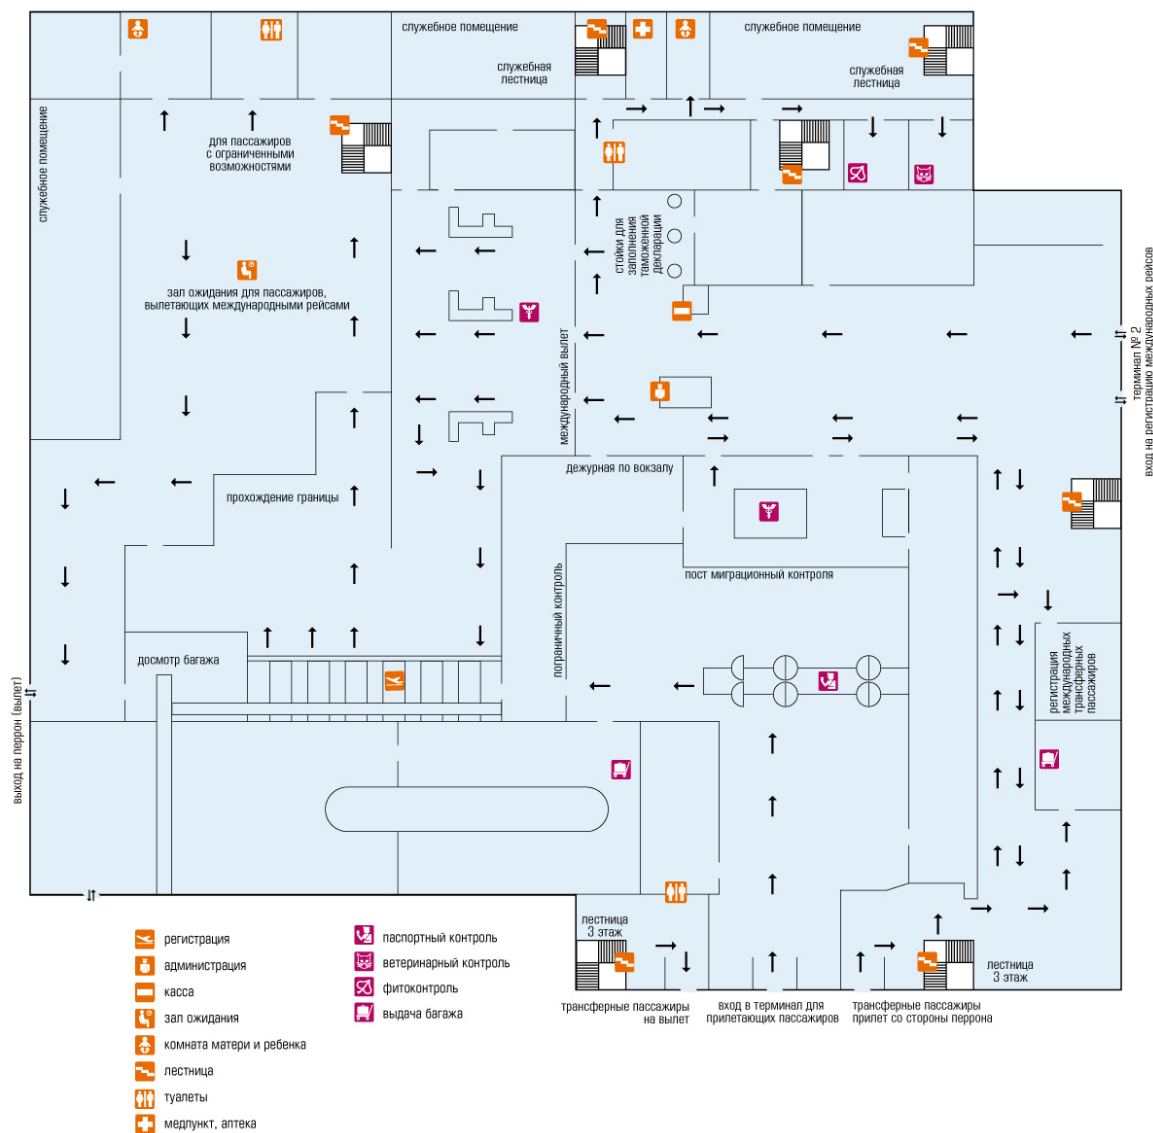 служебное помещение
служебное помещение
служебная
лестница
служебная
лестница
служебное помещение
для пассажиров
с ограниченными
возможностями
стойки для
заполнения
таможенной
декларации
зал ожидания для пассажиров,
вылетающих международными рейсами
международный вылет
терминал № 2
вход на регистрацию международных рейсов
дежурная по вокзалу
прохождение границы
пограничный контроль
пост миграционного контроля
досмотр багажа
регистрация
международных
трансферных
пассажиров
выход на перрон (вылет)
лестница
3 этаж
лестница
3 этаж
трансферные пассажиры
на вылет
вход в терминал для
прилетающих пассажиров
трансферные пассажиры
прилет со стороны перрона
регистрация
администрация
касса
зал ожидания
комната матери и ребенка
лестница
туалеты
медпункт, аптека
паспортный контроль
ветеринарный контроль
фитоконтроль
выдача багажа